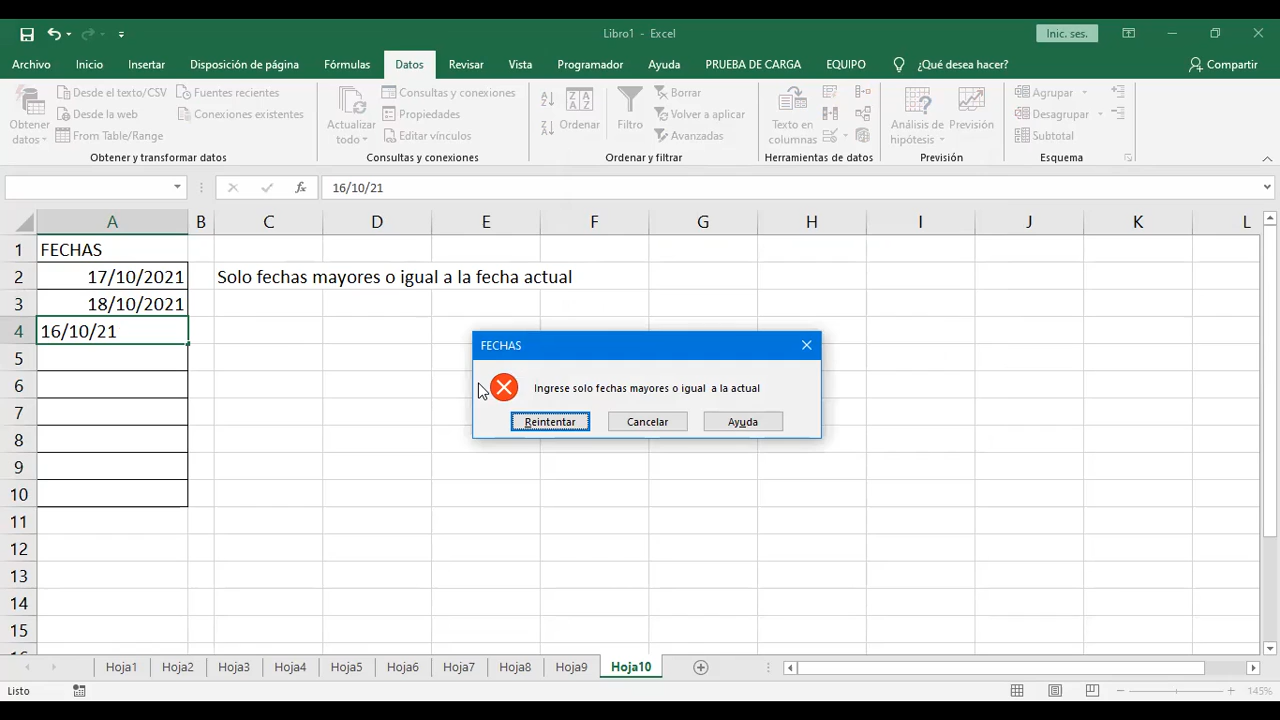 Libro1 - Excel
Inic. ses.
Archivo Inicio Insertar Disposición de página Fórmulas Datos Revisar Vista Programador Ayuda PRUEBA DE CARGA EQUIPO ¿Qué desea hacer? Compartir
Obtener datos
Desde el texto/CSV
Desde la web
From Table/Range
Fuentes recientes
Conexiones existentes
Obtener y transformar datos
Actualizar todo
Consultas y conexiones
Propiedades
Editar vínculos
Consultas y conexiones
Ordenar
Filtro
Borrar
Volver a aplicar
Avanzadas
Ordenar y filtrar
Texto en columnas
Herramientas de datos
Análisis de hipótesis
Previsión
Previsión
Agrupar
Desagrupar
Subtotal
Esquema
fx 16/10/21
A B C D E F G H I J K L
1 FECHAS
2 17/10/2021 Solo fechas mayores o igual a la fecha actual
3 18/10/2021
4 16/10/21
5
6
7
8
9
10
11
12
13
14
15
FECHAS
Ingrese solo fechas mayores o igual a la actual
Reintentar Cancelar Ayuda
Hoja1 Hoja2 Hoja3 Hoja4 Hoja5 Hoja6 Hoja7 Hoja8 Hoja9 Hoja10
Listo
145%